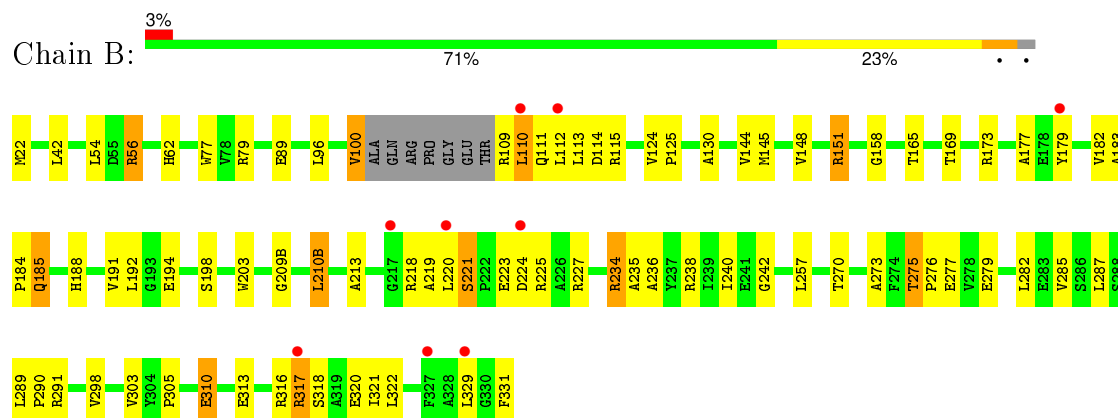 3%
Chain B:
71% 23% • •
M22 L42 L54 D55 R56 H62 W77 V78 R79 E89 L96 V100 ALA GLN ARG PRO GLY GLU THR R109 L110 Q111 L112 L113 D114 R115 V124 P125 A130 V144 M145 V148 R151 G158 T165 T169 R173 A177 E178 Y179 V182 A183
P184 Q185 H188 V191 L192 G193 E194 S198 W203 G209B L210B A213 G217 R218 A219 L220 S221 P222 E223 D224 R225 A226 R227 R234 A235 A236 Y237 R238 I239 I240 E241 G242 L257 T270 A273 F274 T275 P276 E277 V278 E279 L282 E283 V285 S286 L287 S288
L289 P290 R291 V298 V303 Y304 P305 E310 E313 R316 R317 S318 A319 E320 I321 L322 F327 A328 L329 G330 F331